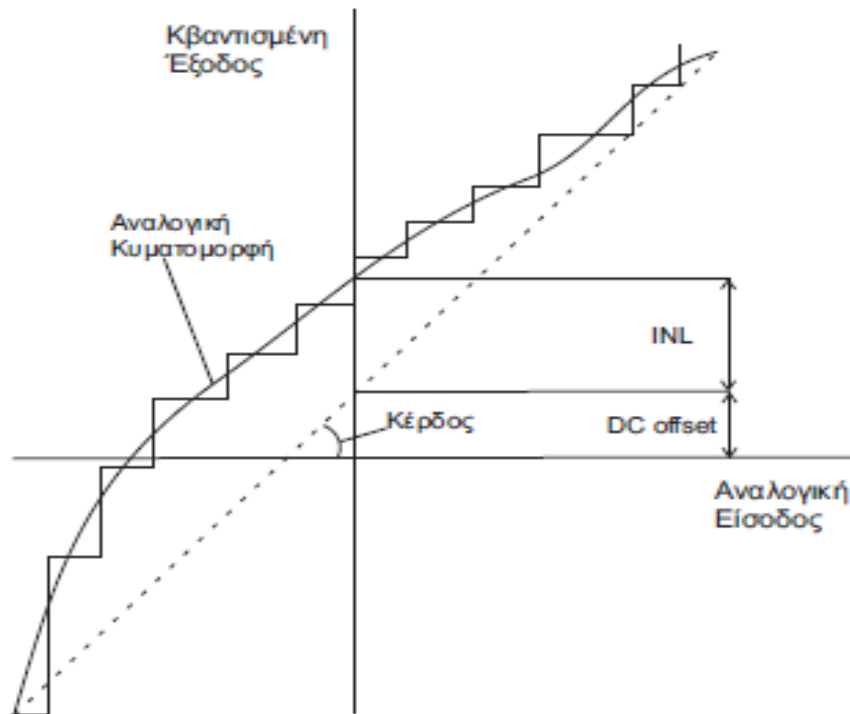 Κβαντισμένη
Έξοδος
Αναλογική
Κυματομορφή
INL
Κέρδος
DC offset
Αναλογική
Είσοδος